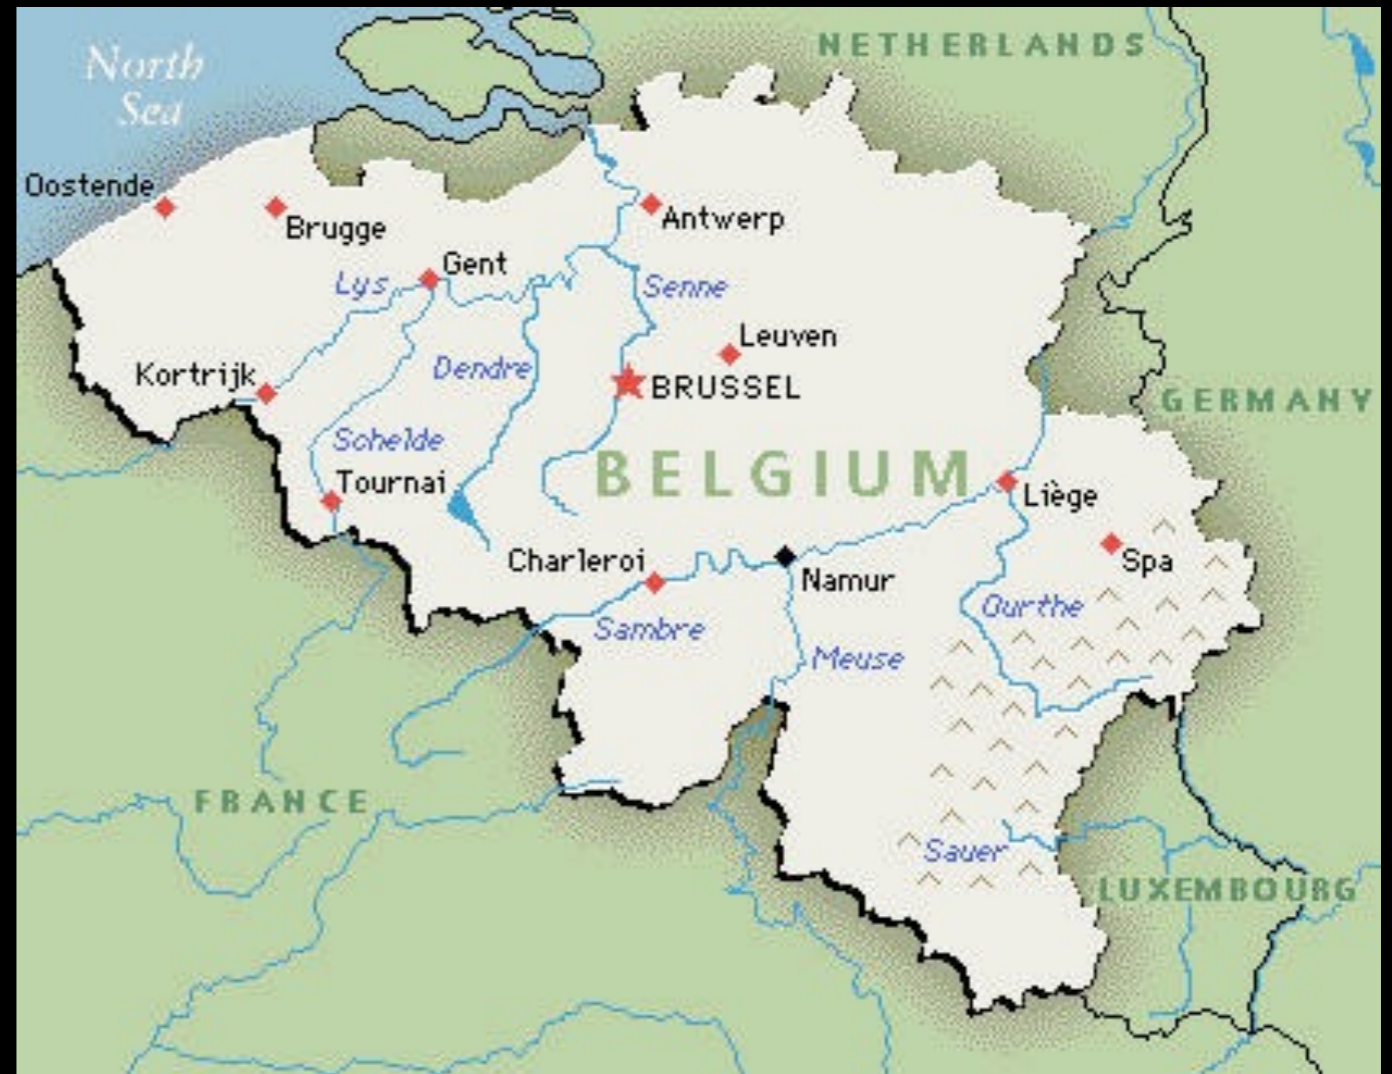 NETHERLANDS
North
Sea
Oostende
Brugge
Antwerp
Gent
Lys
Senne
Leuven
Kortrijk
Dendre
BRUSSEL
GERMANY
Schelde
BELGIUM
Tournai
Liège
Charleroi
Namur
Spa
Ourthe
Sambre
Meuse
FRANCE
Sauer
LUXEMBOURG